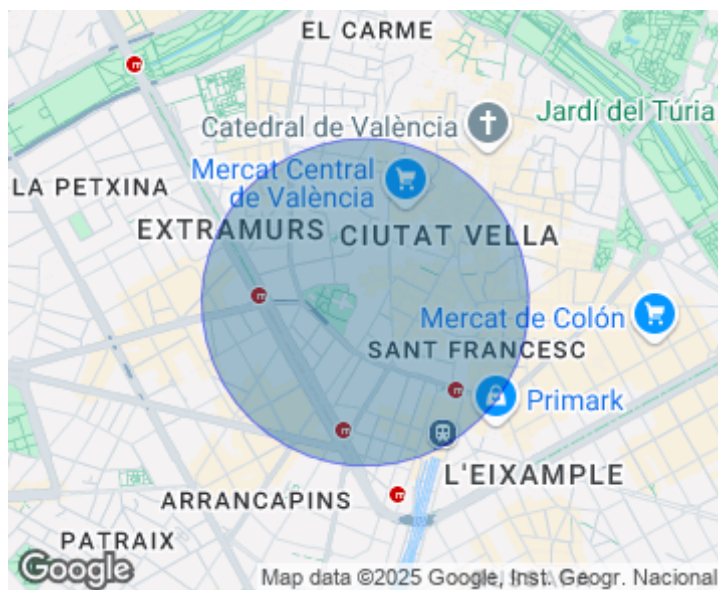 EL CARME
Catedral de València
Jardí del Túria
Mercat Central
de València
LA PETXINA
EXTRAMURS
CIUTAT VELLA
Mercat de Colón
SANT FRANCESC
Primark
L'EIXAMPLE
ARRANCAPINS
PATRAIX
Google
Map data ©2025 Google, Inst. Geogr. Nacional